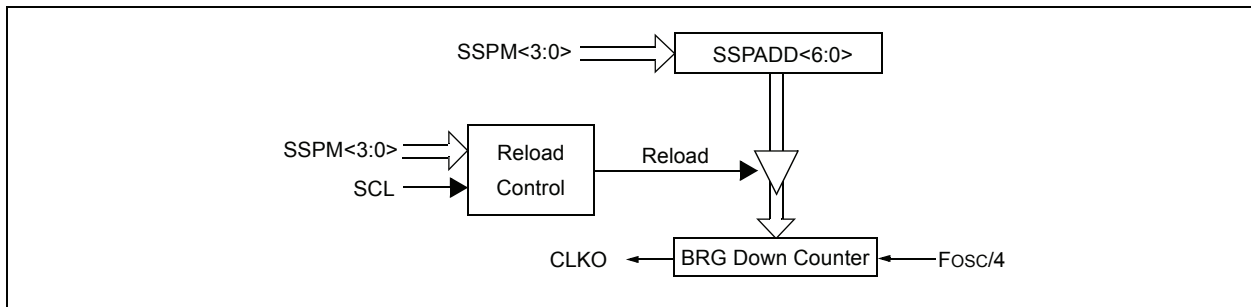 SSPM<3:0>
SSPADD<6:0>
SSPM<3:0>
SCL
Reload
Control
Reload
CLKO
BRG Down Counter
FOSC/4